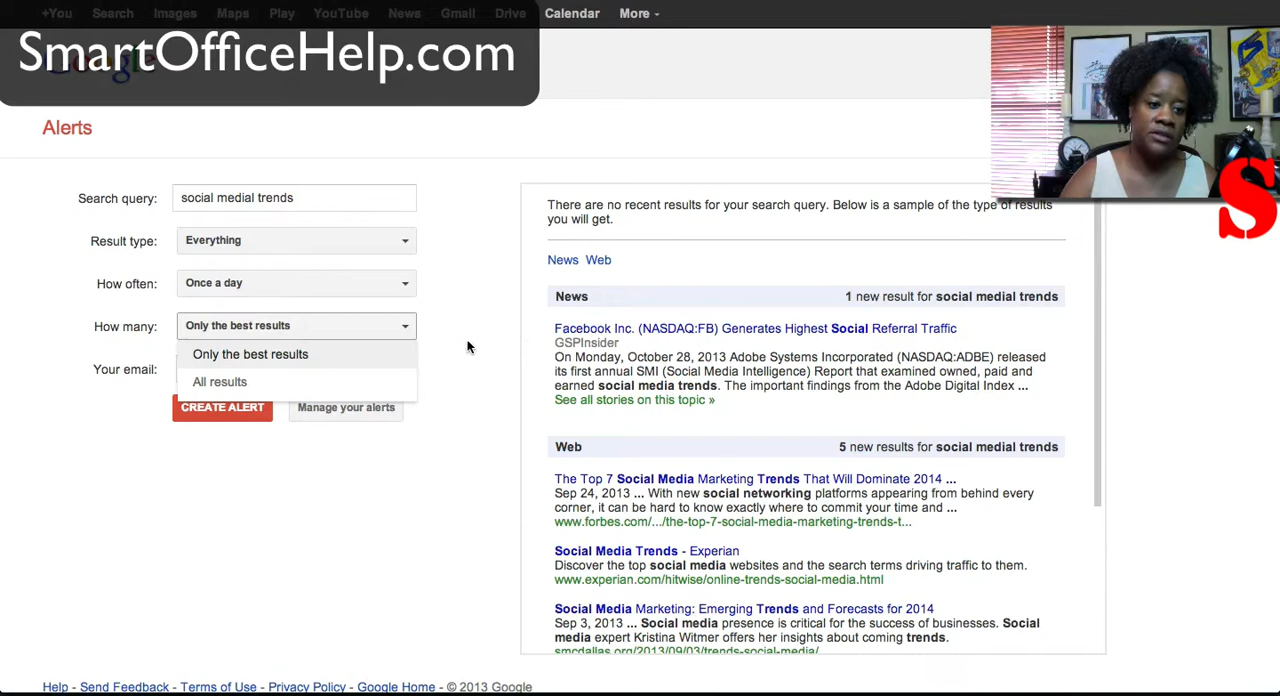 +You Search Images Maps Play YouTube News Gmail Drive Calendar More
SmartOfficeHelp.com
Alerts
Search query: social medial trends
Result type: Everything
How often: Once a day
How many: Only the best results
Only the best results
Your email:
All results
CREATE ALERT Manage your alerts
There are no recent results for your search query. Below is a sample of the type of results
you will get.
News Web
News 1 new result for social medial trends
Facebook Inc. (NASDAQ:FB) Generates Highest Social Referral Traffic
GSPInsider
On Monday, October 28, 2013 Adobe Systems Incorporated (NASDAQ:ADBE) released
its first annual SMI (Social Media Intelligence) Report that examined owned, paid and
earned social media trends. The important findings from the Adobe Digital Index ...
See all stories on this topic »
Web 5 new results for social medial trends
The Top 7 Social Media Marketing Trends That Will Dominate 2014 ...
Sep 24, 2013 ... With new social networking platforms appearing from behind every
corner, it can be hard to know exactly where to commit your time and ...
www.forbes.com/.../the-top-7-social-media-marketing-trends-t...
Social Media Trends - Experian
Discover the top social media websites and the search terms driving traffic to them.
www.experian.com/hitwise/online-trends-social-media.html
Social Media Marketing: Emerging Trends and Forecasts for 2014
Sep 3, 2013 ... Social media presence is critical for the success of businesses. Social
media expert Kristina Witmer offers her insights about coming trends.
smcdallas.org/2013/09/03/trends-social-media/
S
Help - Send Feedback - Terms of Use - Privacy Policy - Google Home - © 2013 Google